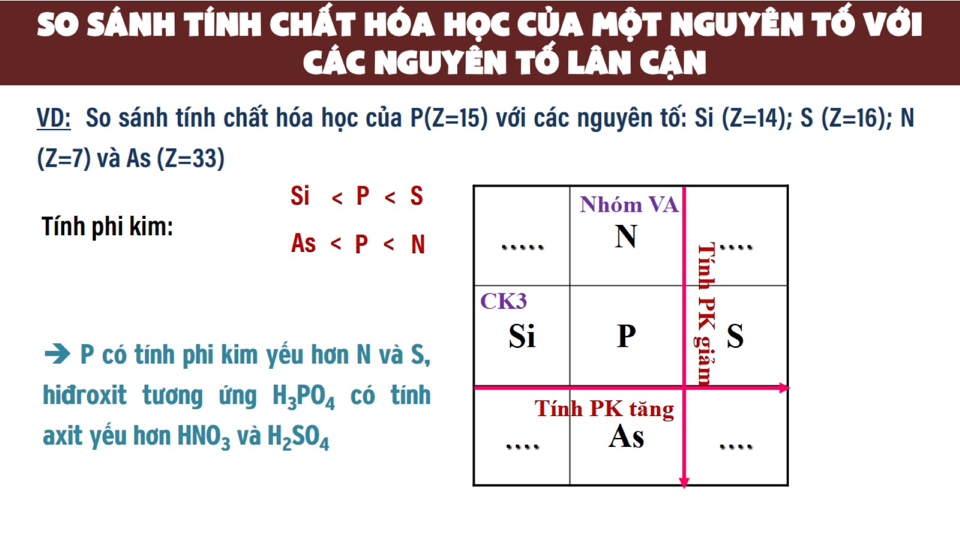 SO SÁNH TÍNH CHẤT HÓA HỌC CỦA MỘT NGUYÊN TỐ VỚI
CÁC NGUYÊN TỐ LÂN CẬN
VD: So sánh tính chất hóa học của P(Z=15) với các nguyên tố: Si (Z=14); S (Z=16); N
(Z=7) và As (Z=33)
Tính phi kim:
Si < P < S
As < P < N
➔ P có tính phi kim yếu hơn N và S,
hiđroxit tương ứng H₃PO₄ có tính
axit yếu hơn HNO₃ và H₂SO₄
Nhóm VA
..... N ....
CK3
Si P S
Tính PK giảm
Tính PK tăng
.... As ....